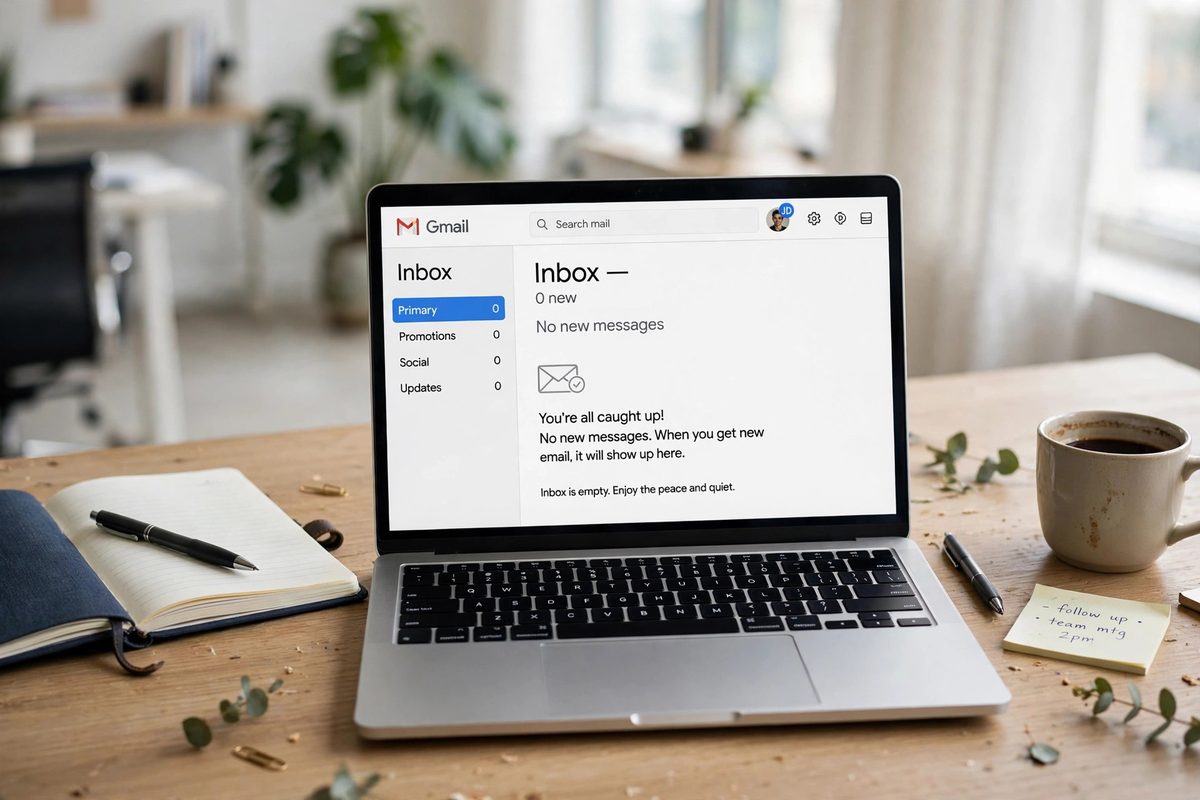 Gmail
Search mail
JD
Inbox
Primary 0
Promotions 0
Social 0
Updates 0
Inbox —
0 new
No new messages
You're all caught up!
No new messages. When you get new
email, it will show up here.
Inbox is empty. Enjoy the peace and quiet.
- follow up •
• team mtg
2pm